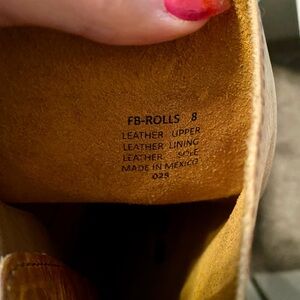 FB-ROLLS 8
LEATHER UPPER
LEATHER LINING
LEATHER SOLE
MADE IN MEXICO
025